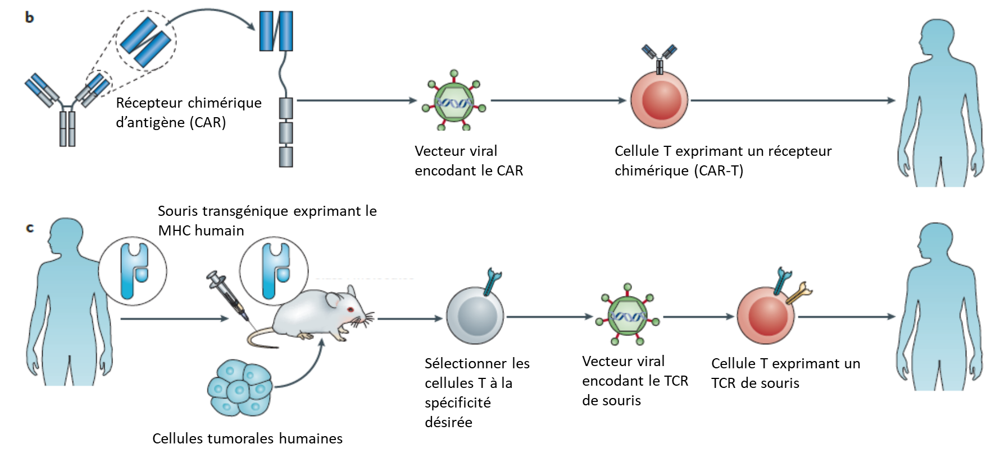 b
Récepteur chimérique
d’antigène (CAR)
Vecteur viral
encodant le CAR
Cellule T exprimant un récepteur
chimérique (CAR-T)
c
Souris transgénique exprimant le
MHC humain
Cellules tumorales humaines
Sélectionner les
cellules T à la
spécificité
désirée
Vecteur viral
encodant le TCR
de souris
Cellule T exprimant un
TCR de souris